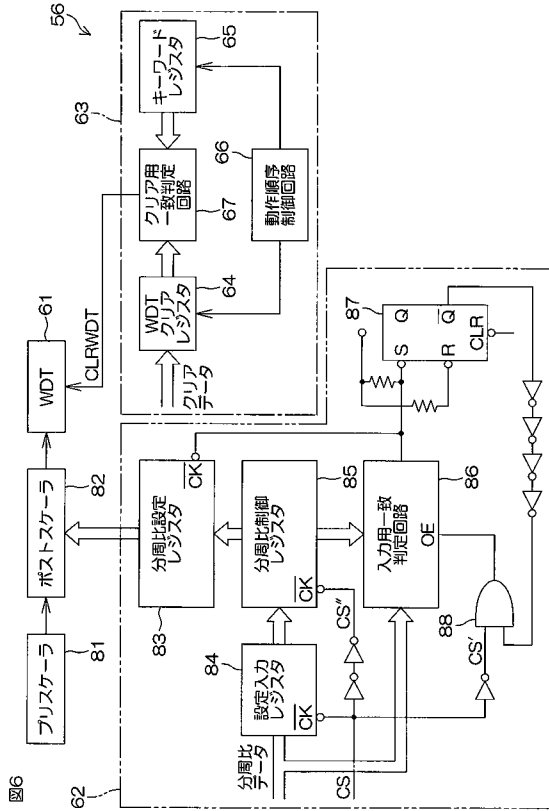 図6
56
プリスケーラ
81
ポストスケーラ
82
WDT
61
CLRWDT
62
63
分周比設定
レジスタ
83
CK
クリアデータ
WDT
クリア
レジスタ
64
クリア用
一致判定
回路
67
キーワード
レジスタ
65
動作順序
制御回路
66
分周比
データ
設定入力
レジスタ
84
CK
分周比制御
レジスタ
85
CK
CS"
入力用一致
判定回路
OE
86
S
Q
R
Q
CLR
87
CS
CS'
88